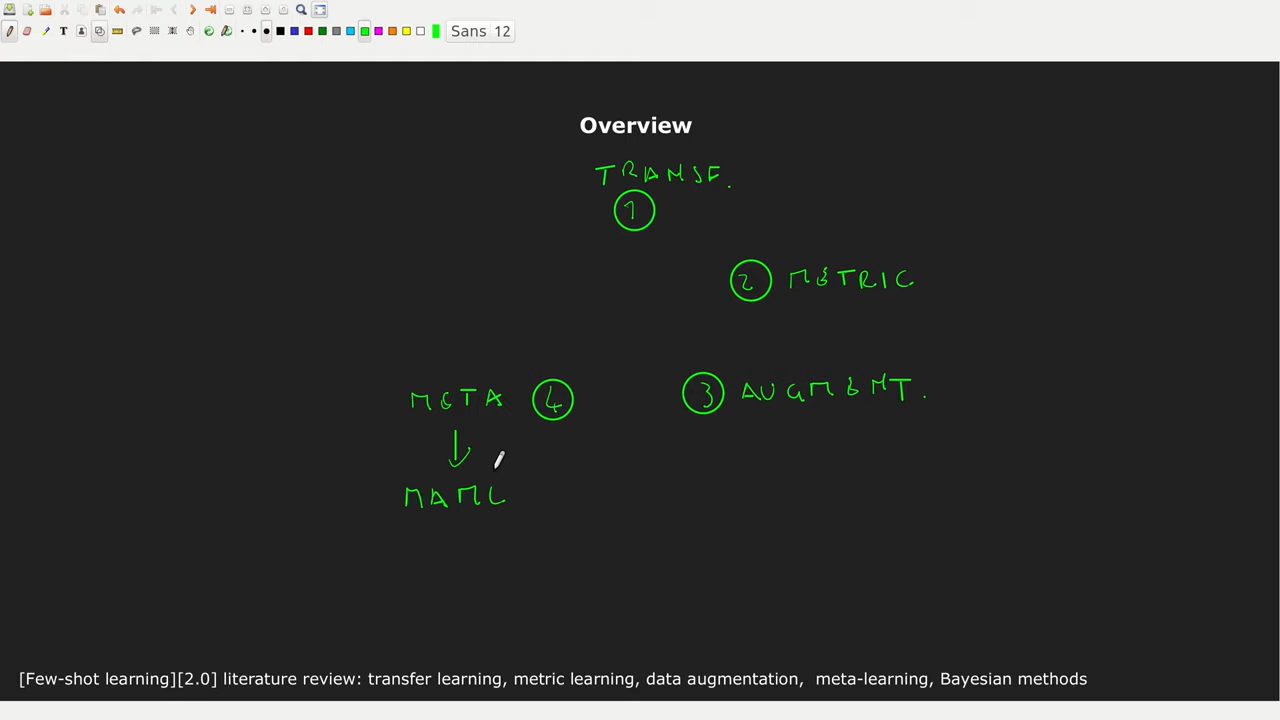 Sans 12
Overview
TRANSF.
1
2 METRIC
META 4
3 AUGMENT.
MAML
[Few-shot learning][2.0] literature review: transfer learning, metric learning, data augmentation, meta-learning, Bayesian methods